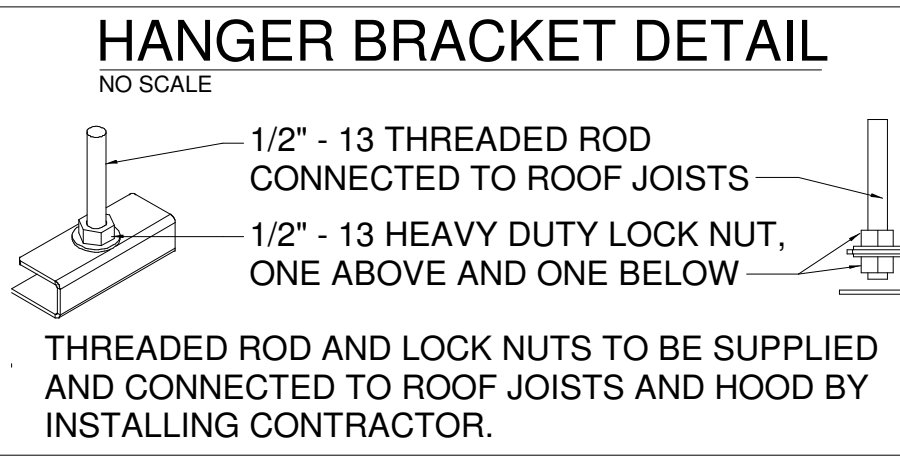 HANGER BRACKET DETAIL
NO SCALE
1/2" - 13 THREADED ROD
CONNECTED TO ROOF JOISTS
1/2" - 13 HEAVY DUTY LOCK NUT,
ONE ABOVE AND ONE BELOW
THREADED ROD AND LOCK NUTS TO BE SUPPLIED
AND CONNECTED TO ROOF JOISTS AND HOOD BY
INSTALLING CONTRACTOR.